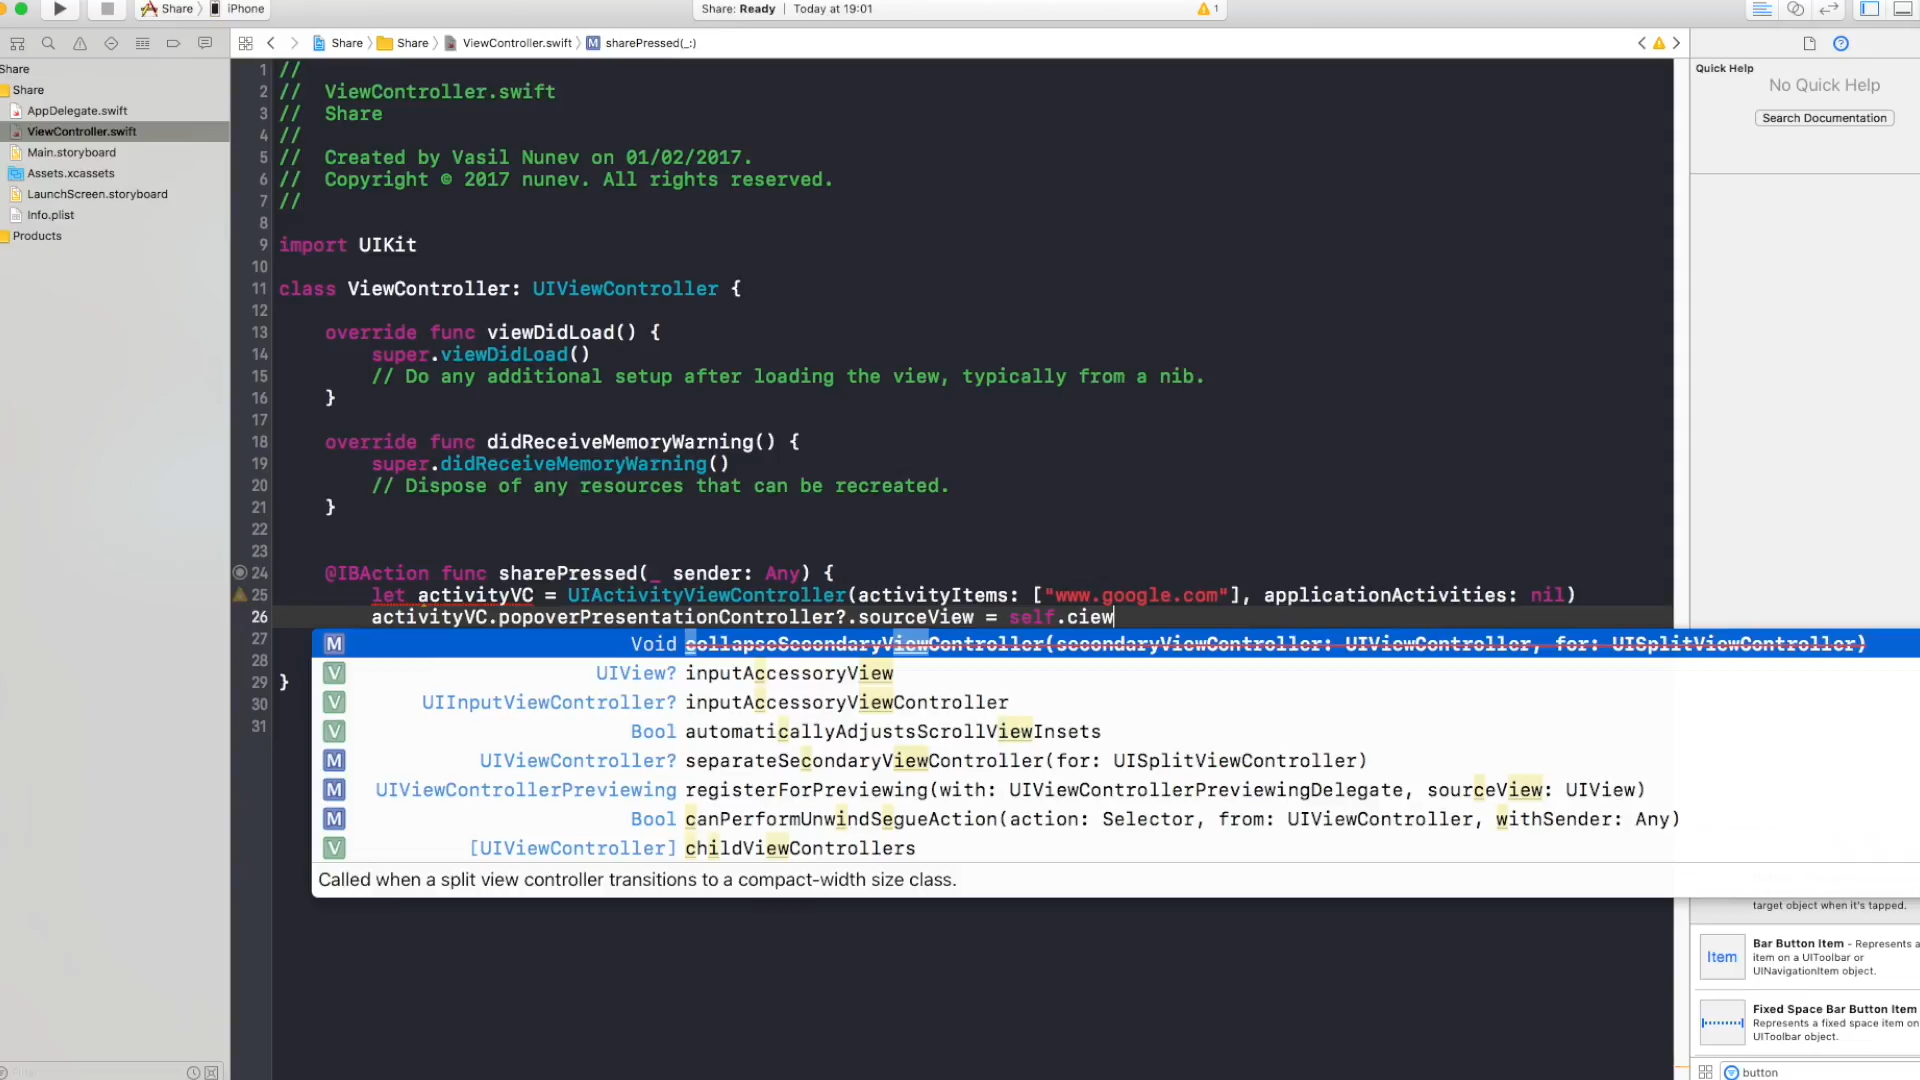 Share
iPhone
Share: Ready | Today at 19:01
1
Share
Share
ViewController.swift
sharePressed(_:)
Share
Share
AppDelegate.swift
ViewController.swift
Main.storyboard
Assets.xcassets
LaunchScreen.storyboard
Info.plist
Products
1 //
2 // ViewController.swift
3 // Share
4 //
5 // Created by Vasil Nunev on 01/02/2017.
6 // Copyright © 2017 nunev. All rights reserved.
7 //
8
9 import UIKit
10
11 class ViewController: UIViewController {
12
13 override func viewDidLoad() {
14 super.viewDidLoad()
15 // Do any additional setup after loading the view, typically from a nib.
16 }
17
18 override func didReceiveMemoryWarning() {
19 super.didReceiveMemoryWarning()
20 // Dispose of any resources that can be recreated.
21 }
22
23
24 @IBAction func sharePressed(_ sender: Any) {
25 let activityVC = UIActivityViewController(activityItems: ["www.google.com"], applicationActivities: nil)
26 activityVC.popoverPresentationController?.sourceView = self.ciew
27
28
29 }
30
31
M Void collapseSecondaryViewController(secondaryViewController: UIViewController, for: UISplitViewController)
V UIView? inputAccessoryView
V UIInputViewController? inputAccessoryViewController
V Bool automaticallyAdjustsScrollViewInsets
M UIViewController? separateSecondaryViewController(for: UISplitViewController)
M UIViewControllerPreviewing registerForPreviewing(with: UIViewControllerPreviewingDelegate, sourceView: UIView)
M Bool canPerformUnwindSegueAction(action: Selector, from: UIViewController, withSender: Any)
V [UIViewController] childViewControllers
Called when a split view controller transitions to a compact-width size class.
Quick Help
No Quick Help
Search Documentation
target object when it's tapped.
Item
Bar Button Item - Represents a
item on a UIToolbar or
UINavigationItem object.
Fixed Space Bar Button Item
Represents a fixed space item on
UIToolbar object.
button